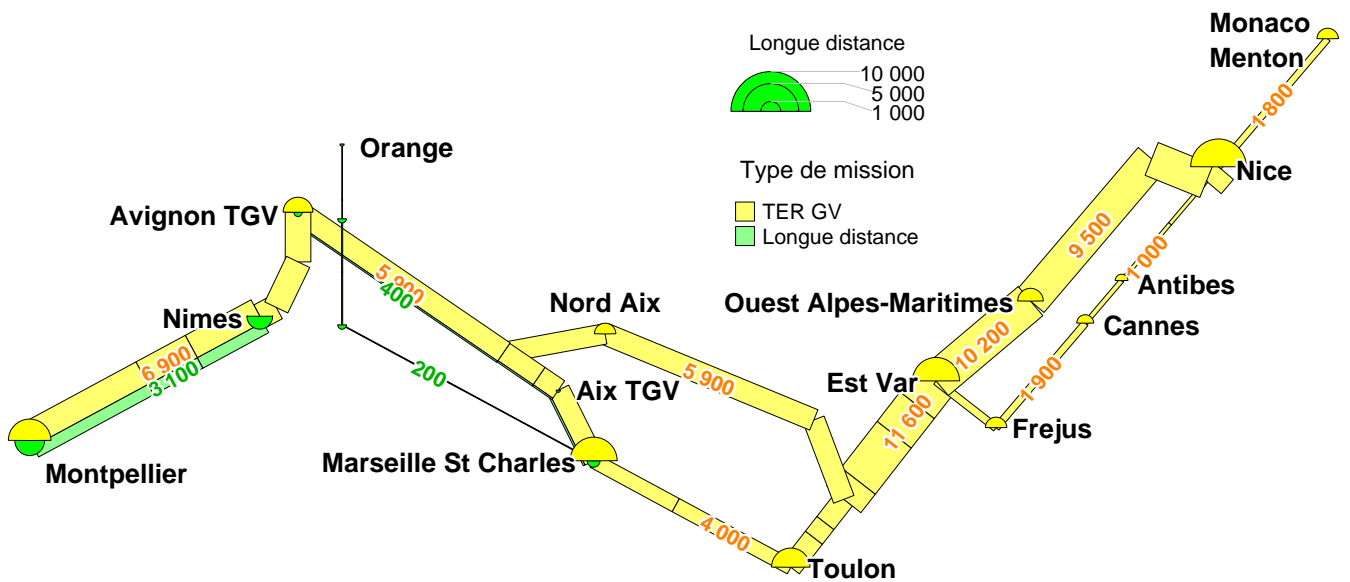 Monaco
Menton
Longue distance
10 000
5 000
1 000
1 800
Orange
Type de mission
Nice
Avignon TGV
TER GV
Longue distance
9 500
1 000
5 900
400
Antibes
Nord Aix
Ouest Alpes-Maritimes
Nimes
Cannes
10 200
6 900
3 100
200
5 900
Aix TGV
Est Var
1 900
11 600
Frejus
Marseille St Charles
Montpellier
4 000
Toulon